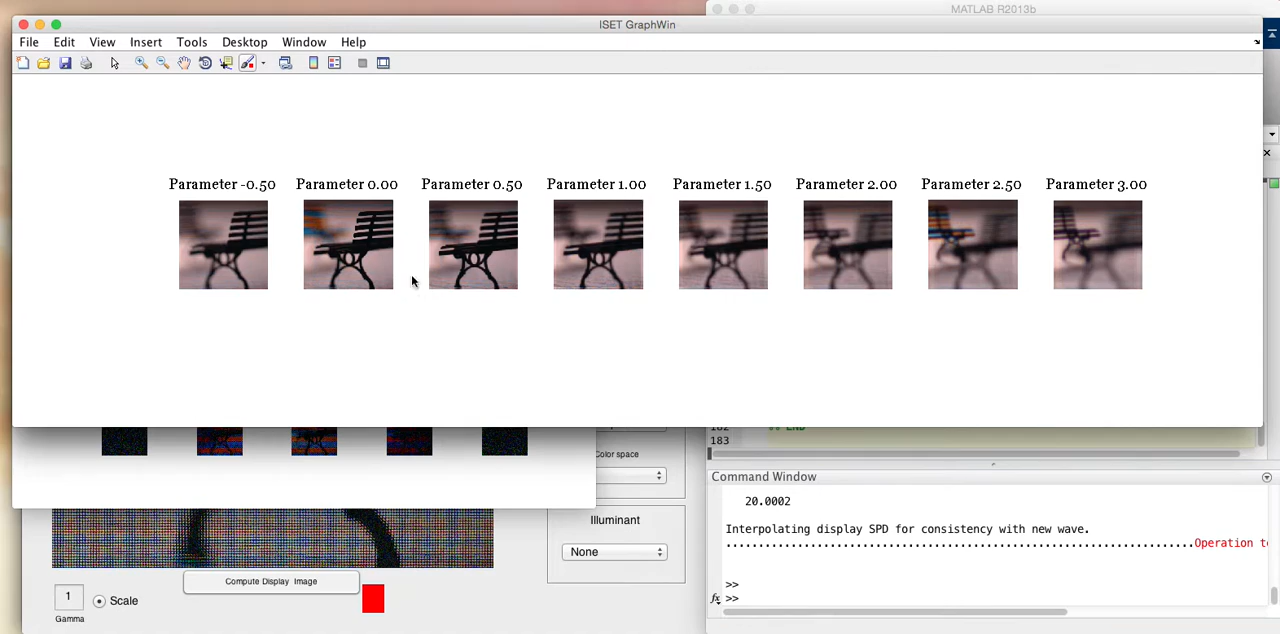 MATLAB R2013b
ISET GraphWin
File Edit View Insert Tools Desktop Window Help
Parameter -0.50 Parameter 0.00 Parameter 0.50 Parameter 1.00 Parameter 1.50 Parameter 2.00 Parameter 2.50 Parameter 3.00
183
Color space
Command Window
20.0002
Interpolating display SPD for consistency with new wave.
........................................................................Operation te
>>
fx >>
Illuminant
None
Compute Display Image
1
Scale
Gamma